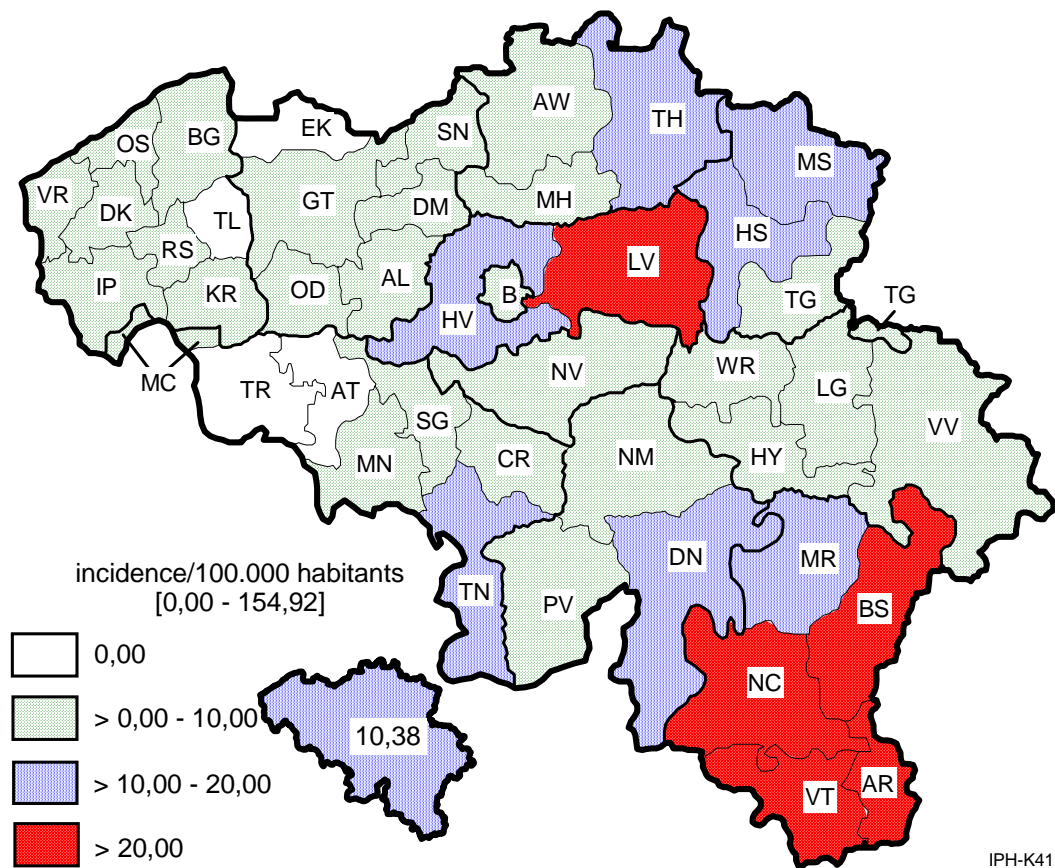 AW
TH
EK
SN
OS
BG
MS
VR
DK
TL
GT
DM
MH
RS
HS
LV
IP
KR
OD
AL
B
TG
HV
TG
MC
TR
AT
NV
WR
LG
SG
VV
MN
CR
NM
HY
incidence/100.000 habitants
[0,00 - 154,92]
TN
PV
DN
MR
BS
0,00
NC
> 0,00 - 10,00
10,38
> 10,00 - 20,00
VT
AR
> 20,00
IPH-K41